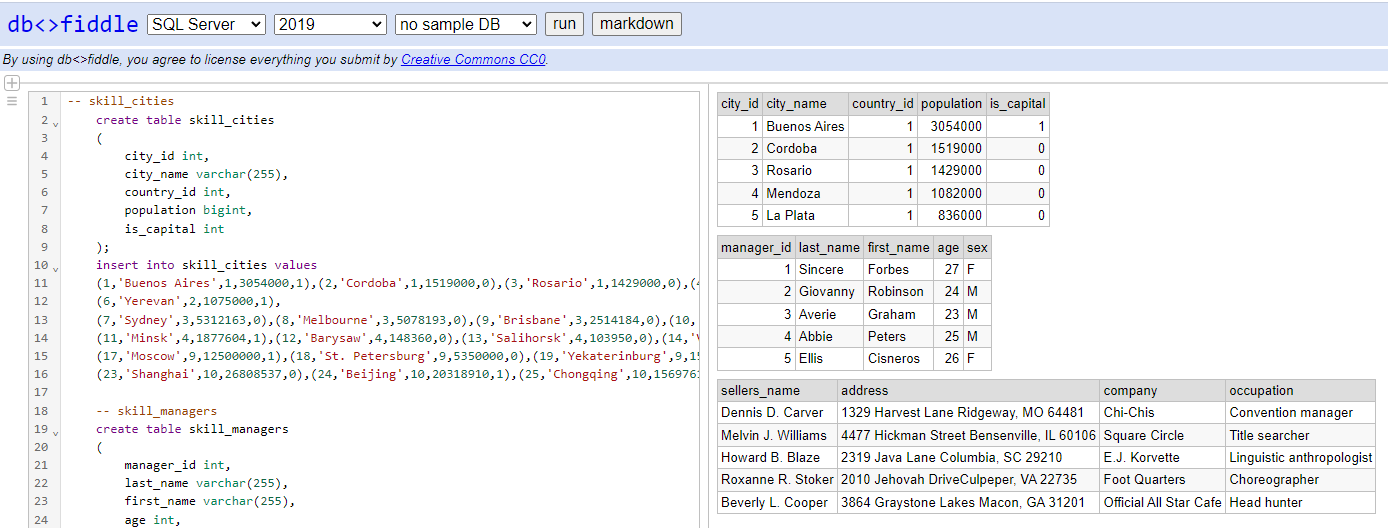 db<>fiddle SQL Server 2019 no sample DB run markdown
By using db<>fiddle, you agree to license everything you submit by Creative Commons CC0.
1 -- skill_cities
2 create table skill_cities
3 (
4 city_id int,
5 city_name varchar(255),
6 country_id int,
7 population bigint,
8 is_capital int
9 );
10 insert into skill_cities values
11 (1,'Buenos Aires',1,3054000,1),(2,'Cordoba',1,1519000,0),(3,'Rosario',1,1429000,0),(4
12 (6,'Yerevan',2,1075000,1),
13 (7,'Sydney',3,5312163,0),(8,'Melbourne',3,5078193,0),(9,'Brisbane',3,2514184,0),(10,
14 (11,'Minsk',4,1877604,1),(12,'Barysaw',4,148360,0),(13,'Salihorsk',4,103950,0),(14,'V
15 (17,'Moscow',9,12500000,1),(18,'St. Petersburg',9,5350000,0),(19,'Yekaterinburg',9,15
16 (23,'Shanghai',10,26808537,0),(24,'Beijing',10,20318910,1),(25,'Chongqing',10,156976
17
18 -- skill_managers
19 create table skill_managers
20 (
21 manager_id int,
22 last_name varchar(255),
23 first_name varchar(255),
24 age int,
city_id city_name country_id population is_capital
1 Buenos Aires 1 3054000 1
2 Cordoba 1 1519000 0
3 Rosario 1 1429000 0
4 Mendoza 1 1082000 0
5 La Plata 1 836000 0
manager_id last_name first_name age sex
1 Sincere Forbes 27 F
2 Giovanny Robinson 24 M
3 Averie Graham 23 M
4 Abbie Peters 25 M
5 Ellis Cisneros 26 F
sellers_name address company occupation
Dennis D. Carver 1329 Harvest Lane Ridgeway, MO 64481 Chi-Chis Convention manager
Melvin J. Williams 4477 Hickman Street Bensenville, IL 60106 Square Circle Title searcher
Howard B. Blaze 2319 Java Lane Columbia, SC 29210 E.J. Korvette Linguistic anthropologist
Roxanne R. Stoker 2010 Jehovah DriveCulpeper, VA 22735 Foot Quarters Choreographer
Beverly L. Cooper 3864 Graystone Lakes Macon, GA 31201 Official All Star Cafe Head hunter